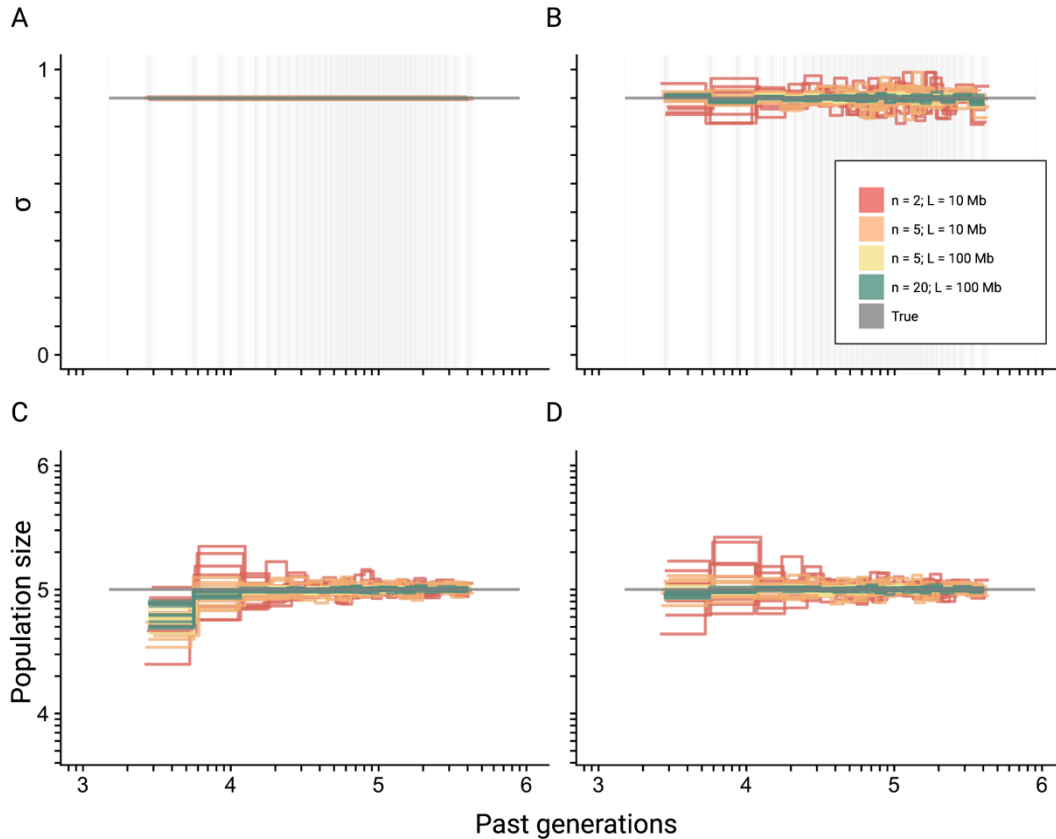 A
B
1
σ
0
n = 2; L = 10 Mb
n = 5; L = 10 Mb
n = 5; L = 100 Mb
n = 20; L = 100 Mb
True
C
D
6
5
4
Population size
3 4 5 6
3 4 5 6
Past generations